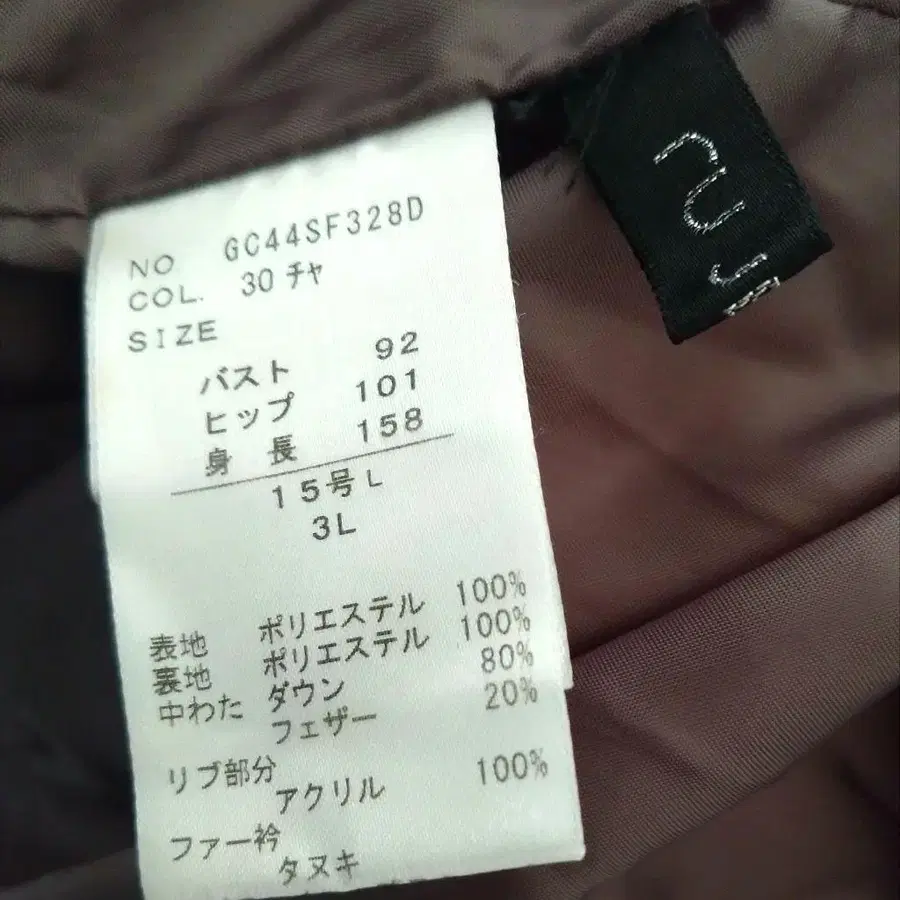 NO GC44SF328D
COL. 30 チャ
SIZE
バスト 92
ヒップ 101
身長 158
15号L
3L
表地 ポリエステル 100%
裏地 ポリエステル 100%
中わた ダウン 80%
フェザー 20%
リブ部分
アクリル 100%
ファー衿
タヌキ